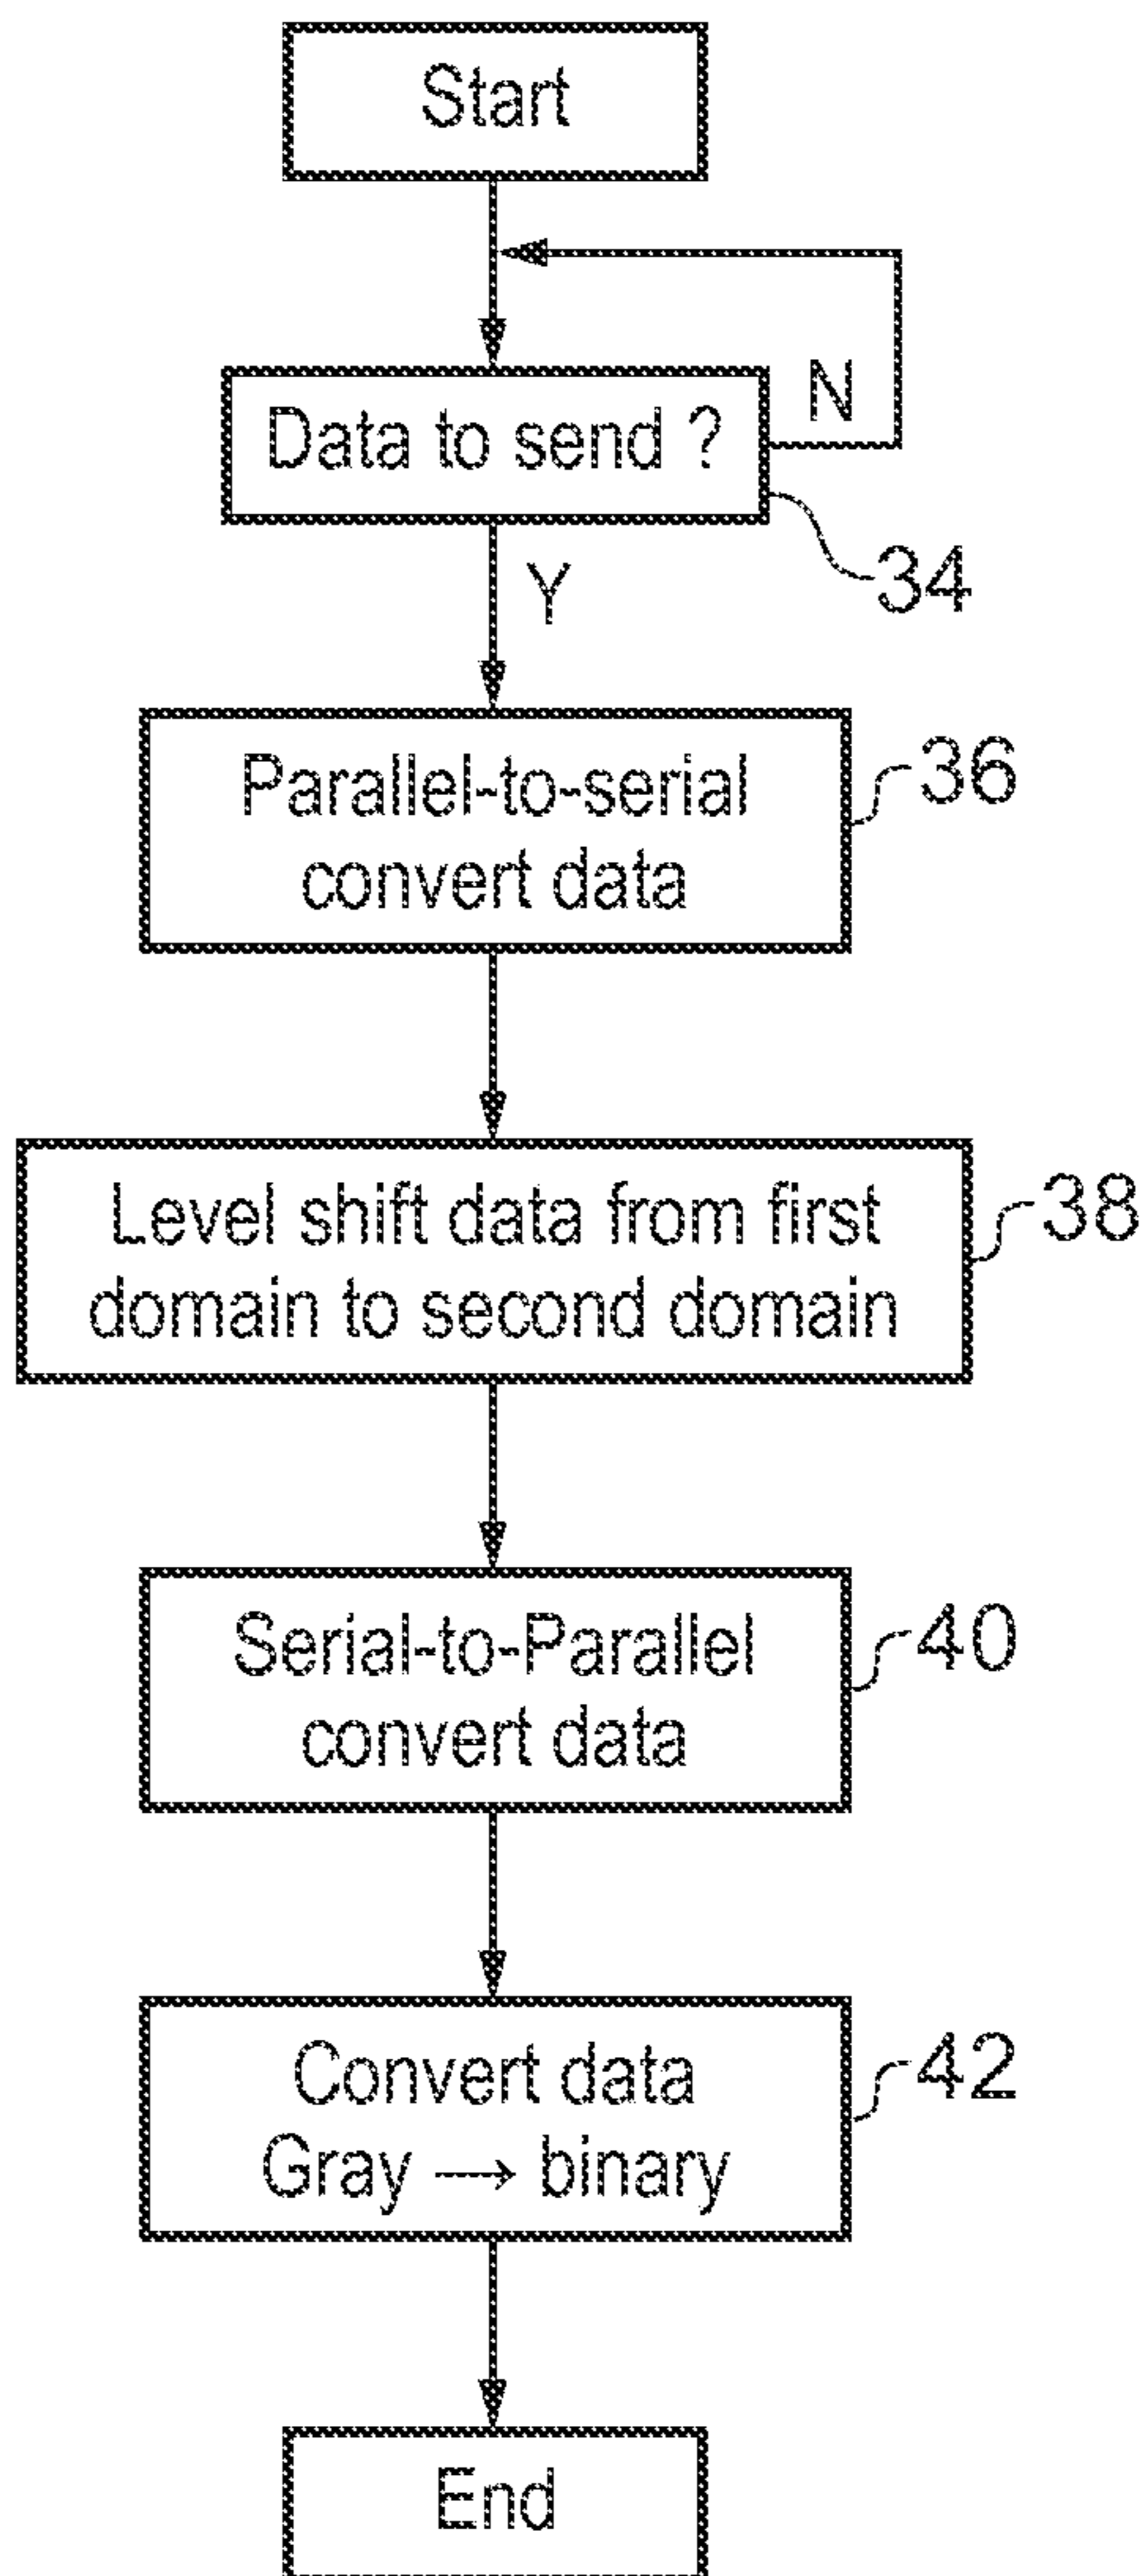 Start
Data to send ?
N
34
Y
Parallel-to-serial
convert data
36
Level shift data from first
domain to second domain
38
Serial-to-Parallel
convert data
40
Convert data
Gray → binary
42
End